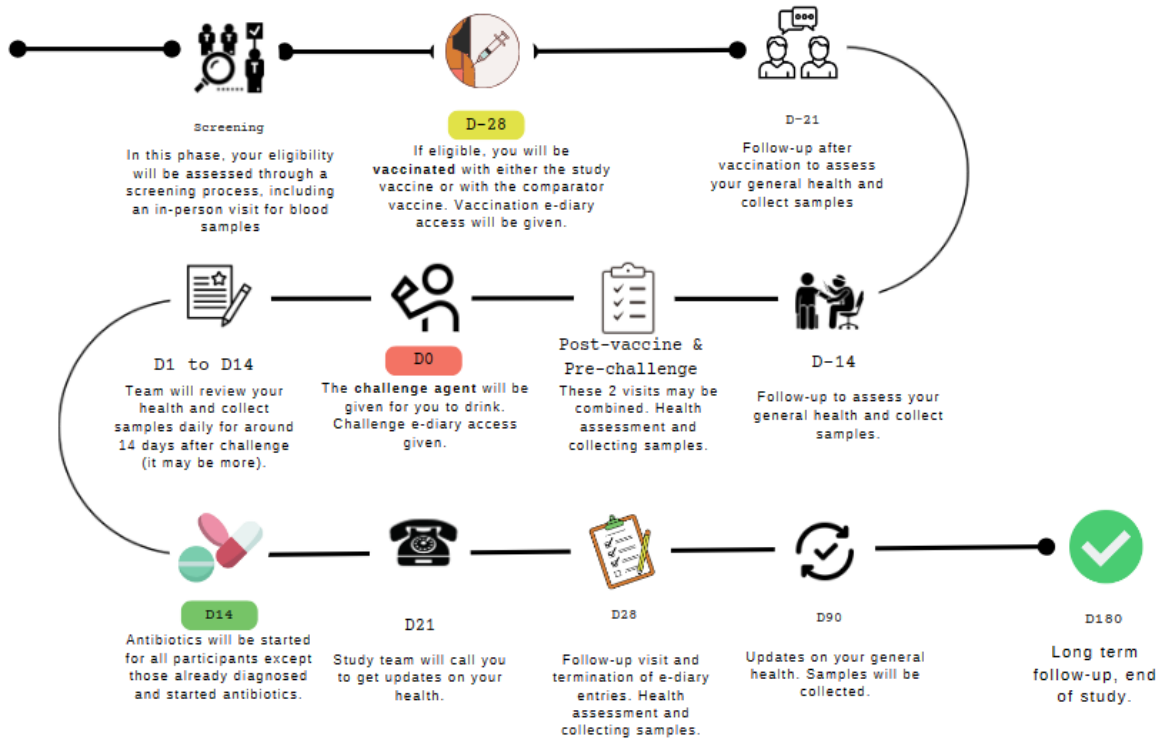 Screening
In this phase, your eligibility
will be assessed through a
screening process, including
an in-person visit for blood
samples
D-28
If eligible, you will be
vaccinated with either the study
vaccine or with the comparator
vaccine. Vaccination e-diary
access will be given.
D-21
Follow-up after
vaccination to assess
your general health and
collect samples
D1 to D14
Team will review your
health and collect
samples daily for around
14 days after challenge
(it may be more).
D0
The challenge agent will be
given for you to drink.
Challenge e-diary access
given.
Post-vaccine &
Pre-challenge
These 2 visits may be
combined. Health
assessment and
collecting samples.
D-14
Follow-up to assess your
general health and collect
samples.
D14
Antibiotics will be started
for all participants except
those already diagnosed
and started antibiotics.
D21
Study team will call you
to get updates on your
health.
D28
Follow-up visit and
termination of e-diary
entries. Health
assessment and
collecting samples.
D90
Updates on your general
health. Samples will be
collected.
D180
Long term
follow-up, end
of study.